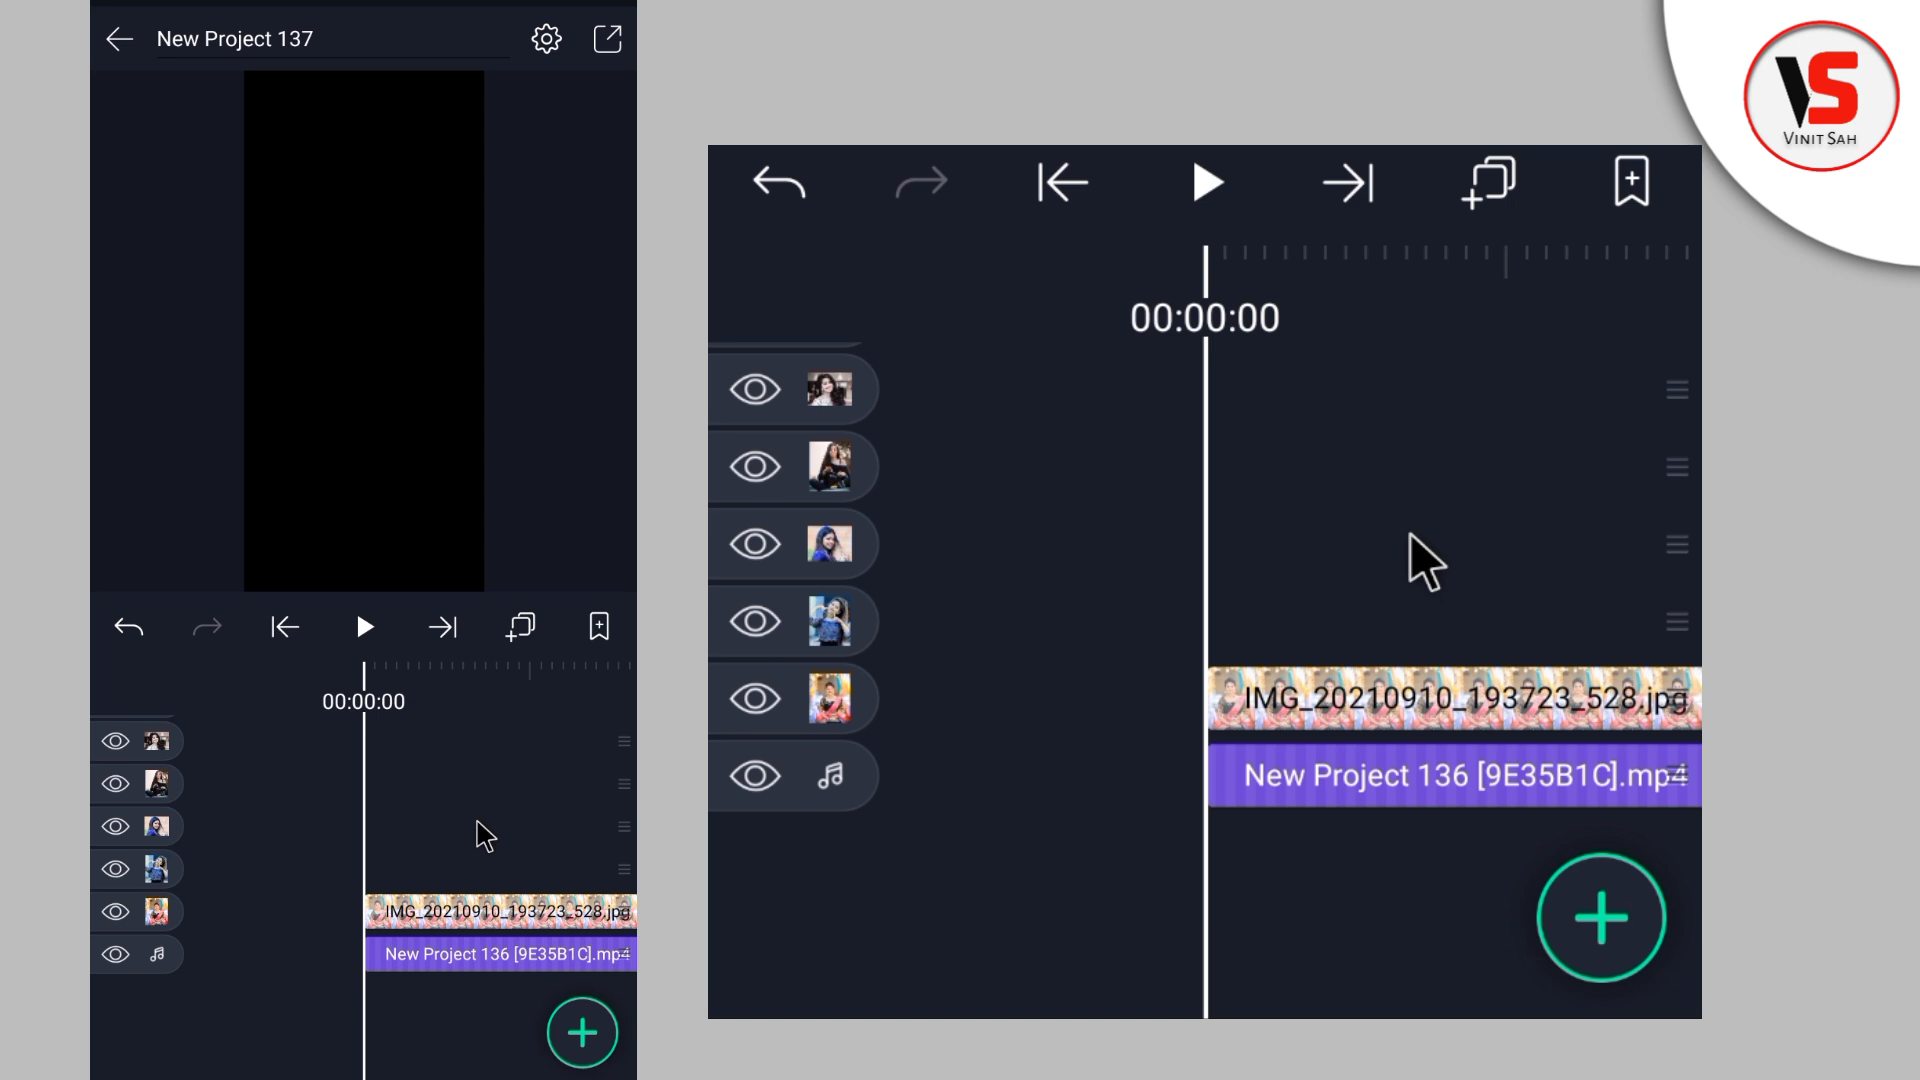 New Project 137
00:00:00
IMG_20210910_193723_528.jpg
New Project 136 [9E35B1C].mp4
00:00:00
IMG_20210910_193723_528.jpg
New Project 136 [9E35B1C].mp4
VS
VINIT SAH